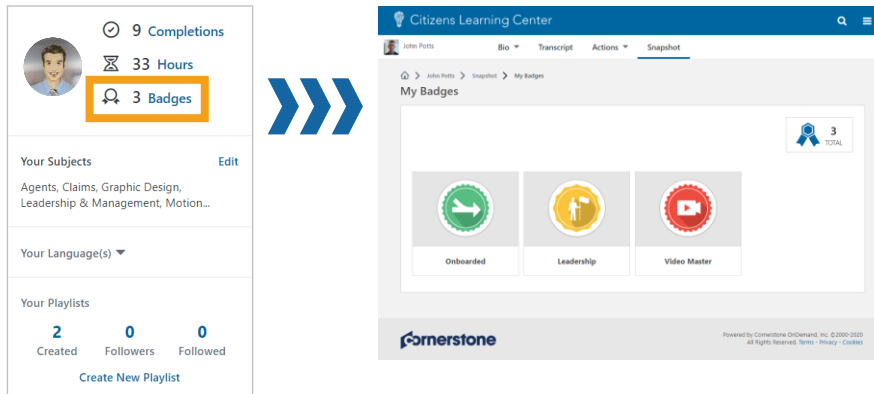 9 Completions
33 Hours
3 Badges
Your Subjects Edit
Agents, Claims, Graphic Design,
Leadership & Management, Motion...
Your Language(s)
Your Playlists
2 0 0
Created Followers Followed
Create New Playlist
Citizens Learning Center
John Potts Bio Transcript Actions Snapshot
John Potts Snapshot My Badges
My Badges
3
TOTAL
Onboarded Leadership Video Master
Cornerstone
Powered by Cornerstone OnDemand, Inc. ©2000-2020
All Rights Reserved. Terms - Privacy - Cookies